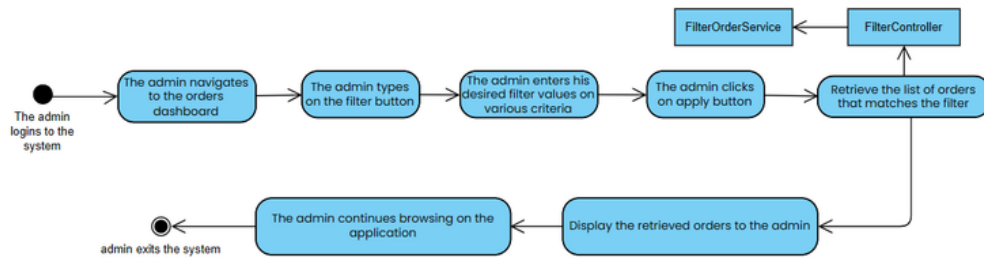 FilterOrderService
FilterController
The admin navigates
to the orders
dashboard
The admin types
on the filter button
The admin enters his
desired filter values on
various criteria
The admin clicks
on apply button
Retrieve the list of orders
that matches the filter
The admin
logins to the
system
The admin continues browsing on the
application
Display the retrieved orders to the admin
admin exits the system